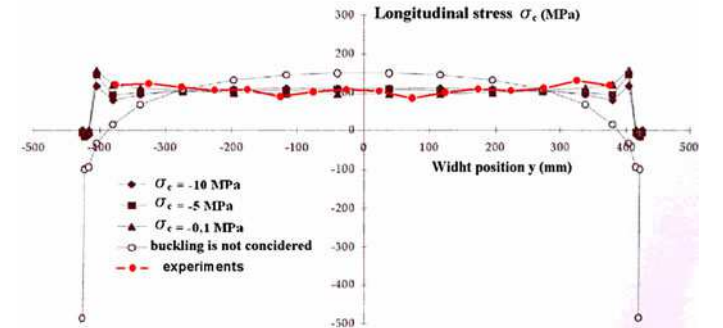 Longitudinal stress σc (MPa)
300
200
100
0
-500
-400
-300
-200
-100
0
100
200
300
400
500
-100
-200
-300
-400
-500
Widht position y (mm)
σc = -10 MPa
σc = -5 MPa
σc = -0,1 MPa
buckling is not concidered
experiments